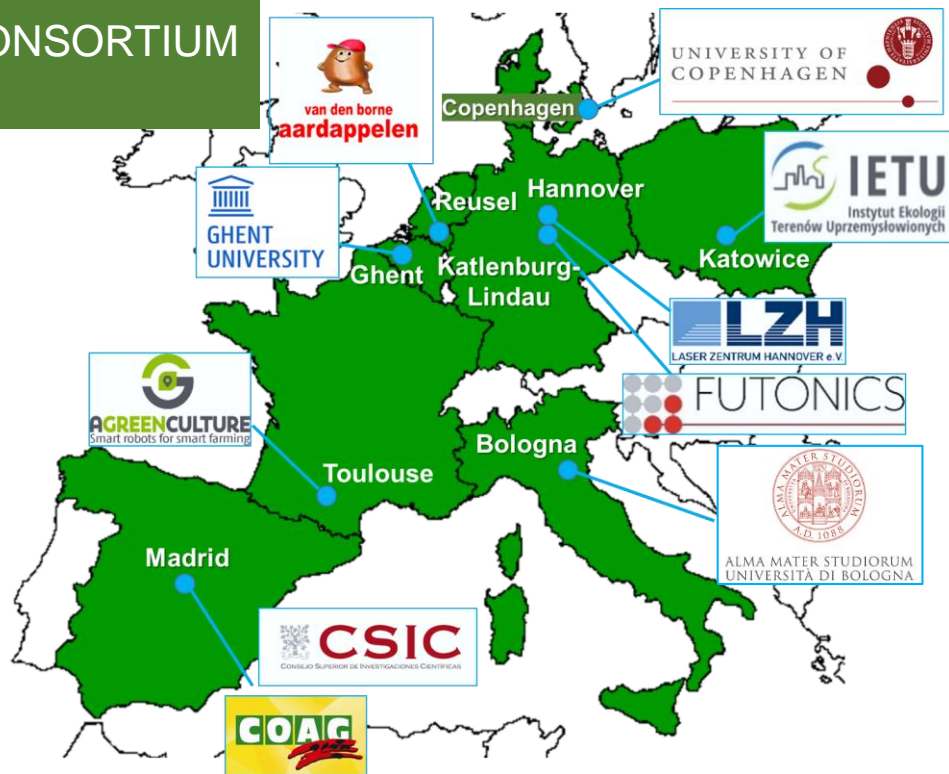 ONSORTIUM
van den borne
aardappelen
UNIVERSITY OF
COPENHAGEN
Copenhagen
IETU
Instytut Ekologii
Terenów Uprzemysłowionych
GHENT
UNIVERSITY
Reusel
Hannover
Ghent
Katlenburg-
Lindau
Katowice
LZH
LASER ZENTRUM HANNOVER e.V.
FUTONICS
AGREENCULTURE
Smart robots for smart farming
Toulouse
Bologna
ALMA MATER STUDIORUM
A.D. 1088
ALMA MATER STUDIORUM
UNIVERSITÀ DI BOLOGNA
Madrid
CSIC
CONSEJO SUPERIOR DE INVESTIGACIONES CIENTÍFICAS
COAG